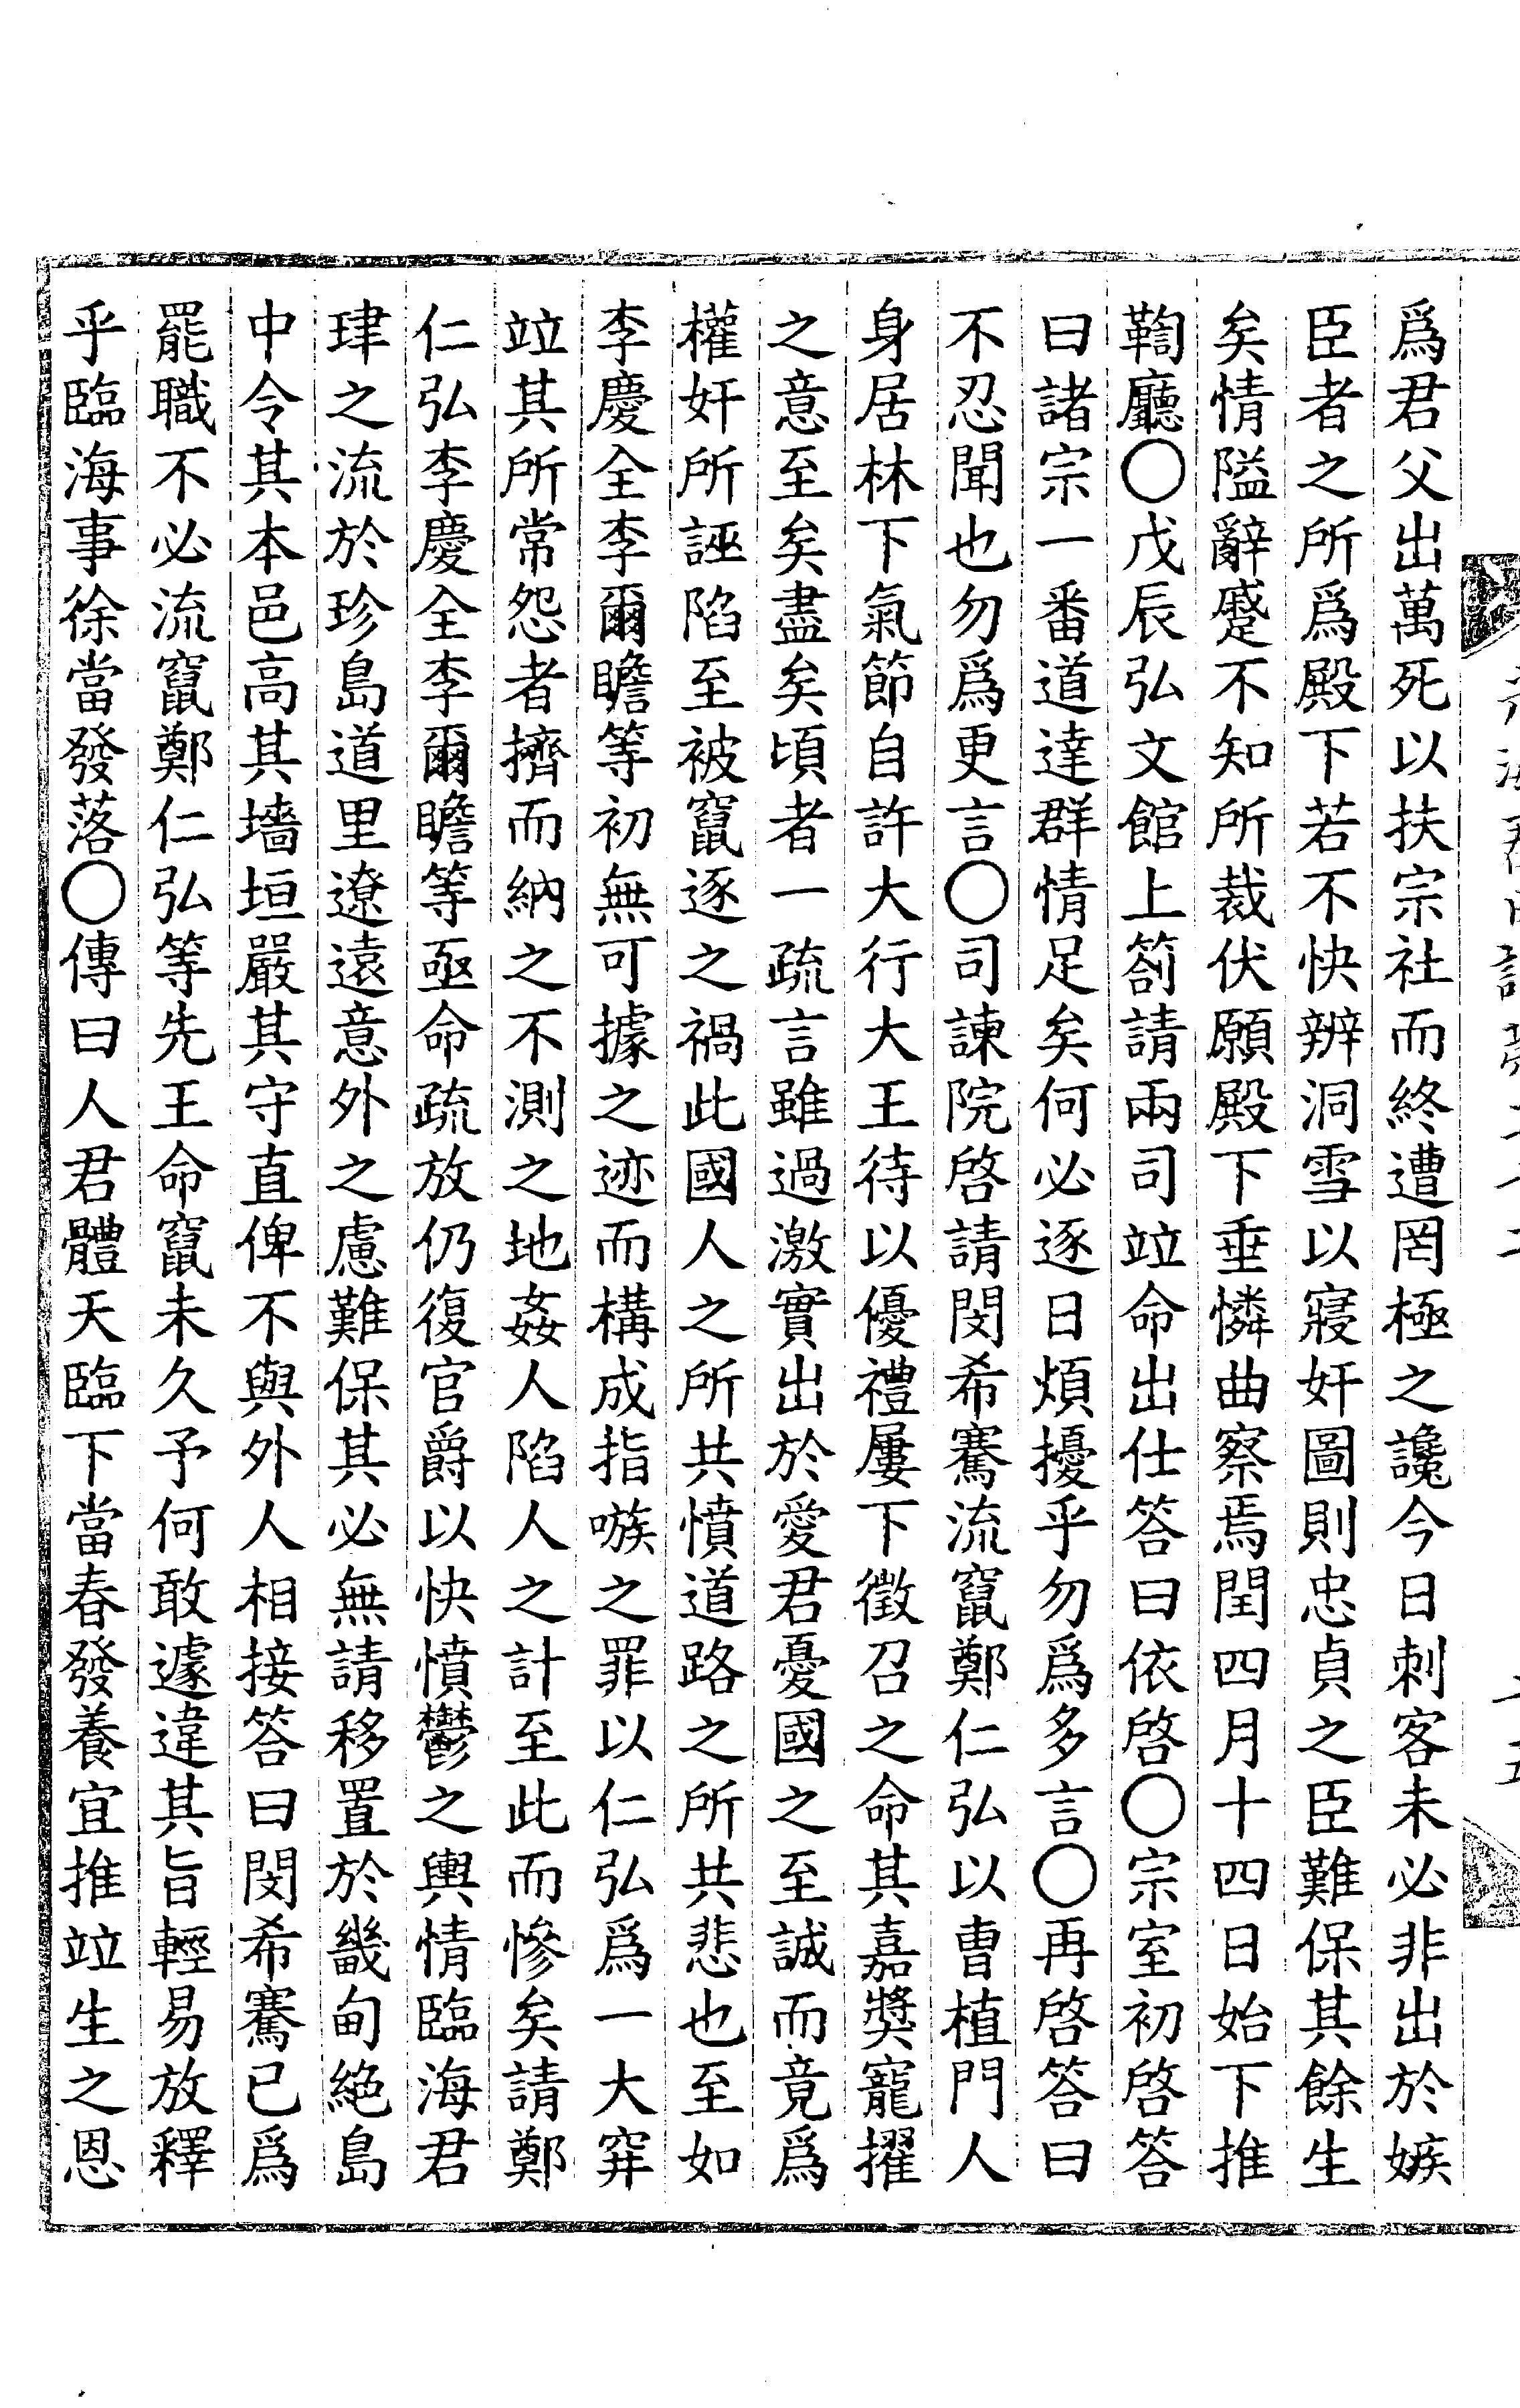 爲君父出萬死以扶宗社而終遭罔極之讒今日刺客未必非出於嫉
臣者之所爲殿下若不快辨洞雪以寢奸圖則忠貞之臣難保其餘生
矣情隘辭蹙不知所裁伏願殿下垂憐曲察焉閏四月十四日始下推
鞫廳○戊辰弘文館上箚請兩司竝命出仕答曰依啓○宗室初啓答
曰諸宗一番道達群情足矣何必逐日煩擾乎勿爲多言○再啓答曰
不忍聞也勿爲更言○司諫院啓請閔希騫流竄鄭仁弘以曹植門人
身居林下氣節自許大行大王待以優禮屢下徵召之命其嘉獎寵擢
之意至矣盡矣頃者一疏言雖過激實出於愛君憂國之至誠而竟爲
權奸所誣陷至被竄逐之禍此國人之所共憤道路之所共悲也至如
李慶全李爾瞻等初無可據之迹而構成指嗾之罪以仁弘爲一大穽
竝其所常怨者擠而納之不測之地姦人陷人之計至此而慘矣請鄭
仁弘李慶全李爾瞻等亟命疏放仍復官爵以快憤鬱之輿情臨海君
珒之流於珍島道里遼遠意外之慮難保其必無請移置於畿甸絕島
中令其本邑高其墻垣嚴其守直俾不與外人相接答曰閔希騫已爲
罷職不必流竄鄭仁弘等先王命竄未久予何敢遽違其旨輕易放釋
乎臨海事徐當發落○傳曰人君體天臨下當春發養宜推竝生之恩